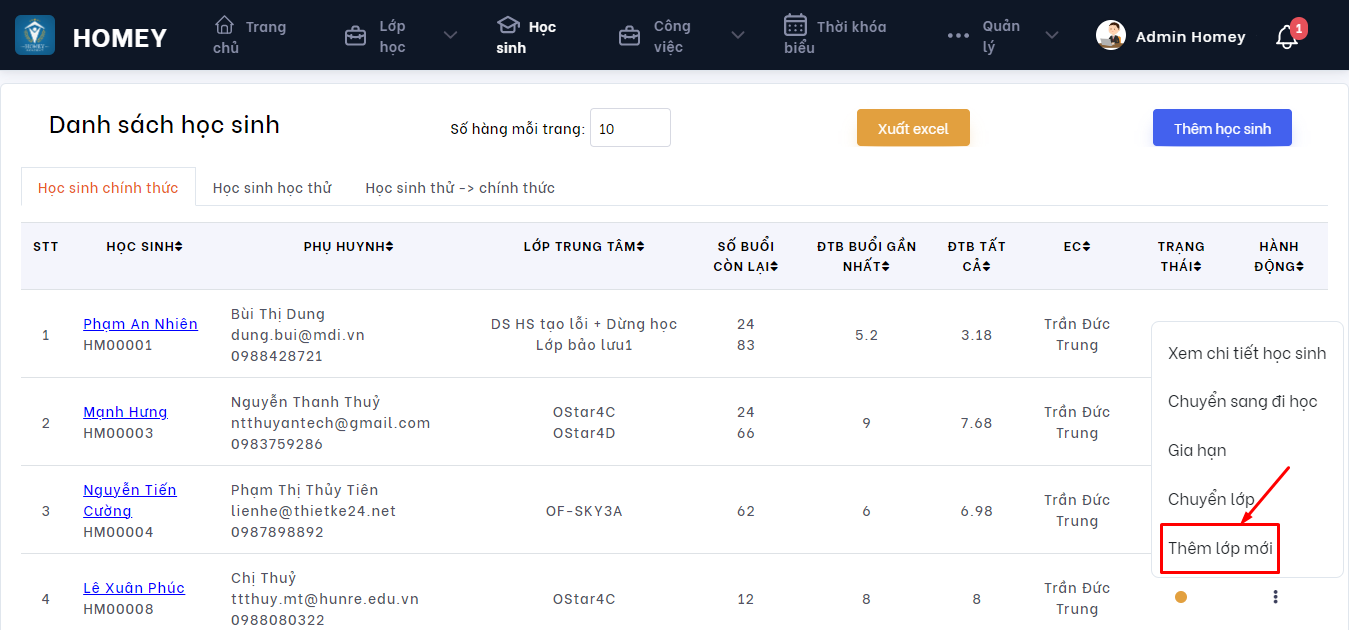 HOMEY
Trang chủ
Lớp học
Học sinh
Công việc
Thời khóa biểu
Quản lý
Admin Homey
1
Danh sách học sinh
Số hàng mỗi trang: 10
Xuất excel
Thêm học sinh
Học sinh chính thức
Học sinh học thử
Học sinh thử -> chính thức
STT
HỌC SINH
PHỤ HUYNH
LỚP TRUNG TÂM
SỐ BUỔI
CÒN LẠI
ĐTB BUỔI GẦN
NHẤT
ĐTB TẤT
CẢ
EC
TRẠNG
THÁI
HÀNH
ĐỘNG
1
Phạm An Nhiên
HM00001
Bùi Thị Dung
dung.bui@mdi.vn
0988428721
DS HS tạo lỗi + Dừng học
Lớp bảo lưu1
24
83
5.2
3.18
Trần Đức
Trung
2
Mạnh Hưng
HM00003
Nguyễn Thanh Thuỷ
ntthuyantech@gmail.com
0983759286
OStar4C
OStar4D
24
66
9
7.68
Trần Đức
Trung
3
Nguyễn Tiến
Cường
HM00004
Phạm Thị Thủy Tiên
lienhe@thietke24.net
0987898892
OF-SKY3A
62
6
6.98
Trần Đức
Trung
4
Lê Xuân Phúc
HM00008
Chị Thuỷ
ttthuy.mt@hunre.edu.vn
0988080322
OStar4C
12
8
8
Trần Đức
Trung
Xem chi tiết học sinh
Chuyển sang đi học
Gia hạn
Chuyển lớp
Thêm lớp mới